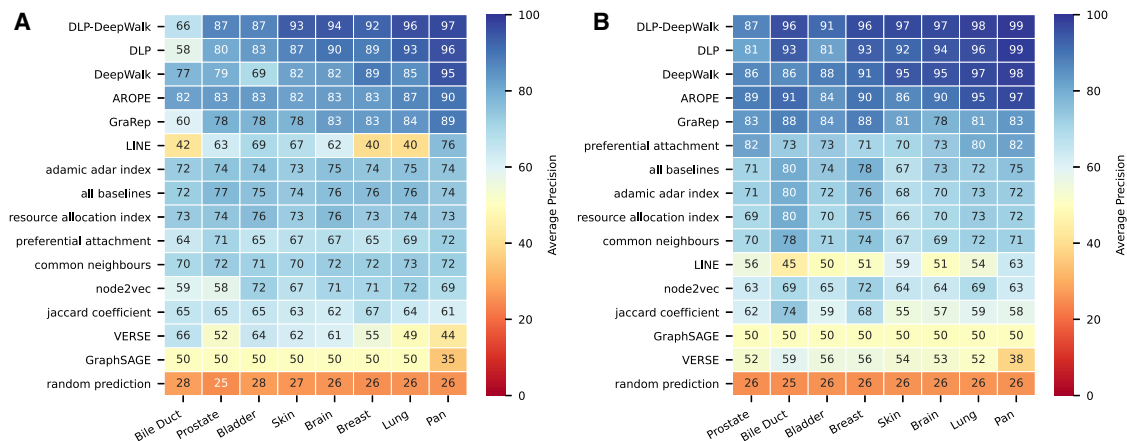 A
DLP-DeepWalk 66 87 87 93 94 92 96 97
DLP 58 80 83 87 90 89 93 96
DeepWalk 77 79 69 82 82 89 85 95
AROPE 82 83 83 82 83 83 87 90
GraRep 60 78 78 78 83 83 84 89
LINE 42 63 69 67 62 40 40 76
adamic adar index 72 74 74 73 75 74 75 74
all baselines 72 77 75 74 76 76 76 74
resource allocation index 73 74 76 73 76 73 74 73
preferential attachment 64 71 65 67 67 65 69 72
common neighbours 70 72 71 70 72 72 73 72
node2vec 59 58 72 67 71 71 72 69
jaccard coefficient 65 65 65 63 62 67 64 61
VERSE 66 52 64 62 61 55 49 44
GraphSAGE 50 50 50 50 50 50 50 35
random prediction 28 25 28 27 26 26 26 26
Bile Duct Prostate Bladder Skin Brain Breast Lung Pan
100
80
60
40
20
0
Average Precision
B
DLP-DeepWalk 87 96 91 96 97 97 98 99
DLP 81 93 81 93 92 94 96 99
DeepWalk 86 86 88 91 95 95 97 98
AROPE 89 91 84 90 86 90 95 97
GraRep 83 88 84 88 81 78 81 83
preferential attachment 82 73 73 71 70 73 80 82
all baselines 71 80 74 78 67 73 72 75
adamic adar index 71 80 72 76 68 70 73 72
resource allocation index 69 80 70 75 66 70 73 72
common neighbours 70 78 71 74 67 69 72 71
LINE 56 45 50 51 59 51 54 63
node2vec 63 69 65 72 64 64 69 63
jaccard coefficient 62 74 59 68 55 57 59 58
GraphSAGE 50 50 50 50 50 50 50 50
VERSE 52 59 56 56 54 53 52 38
random prediction 26 25 26 26 26 26 26 26
Prostate Bile Duct Bladder Breast Skin Brain Lung Pan
100
80
60
40
20
0
Average Precision